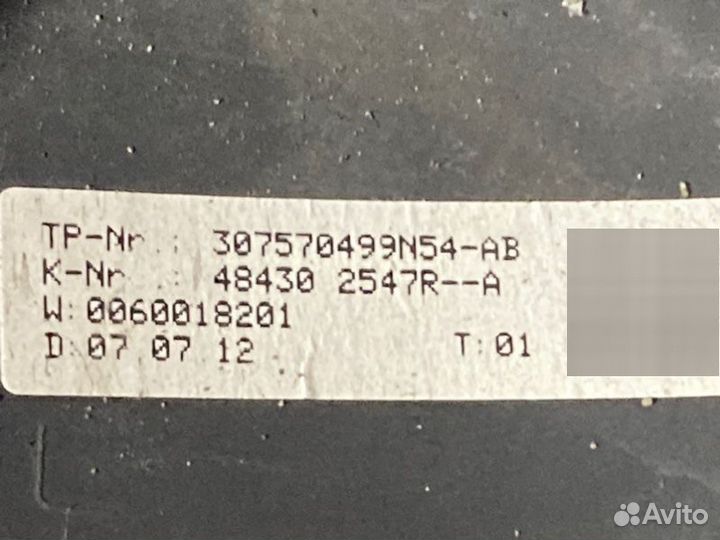 TP-Nr .: 307570499N54-AB
K-Nr .: 48430 2547R--A
W: 0060018201
D: 07 07 12 T: 01
Avito